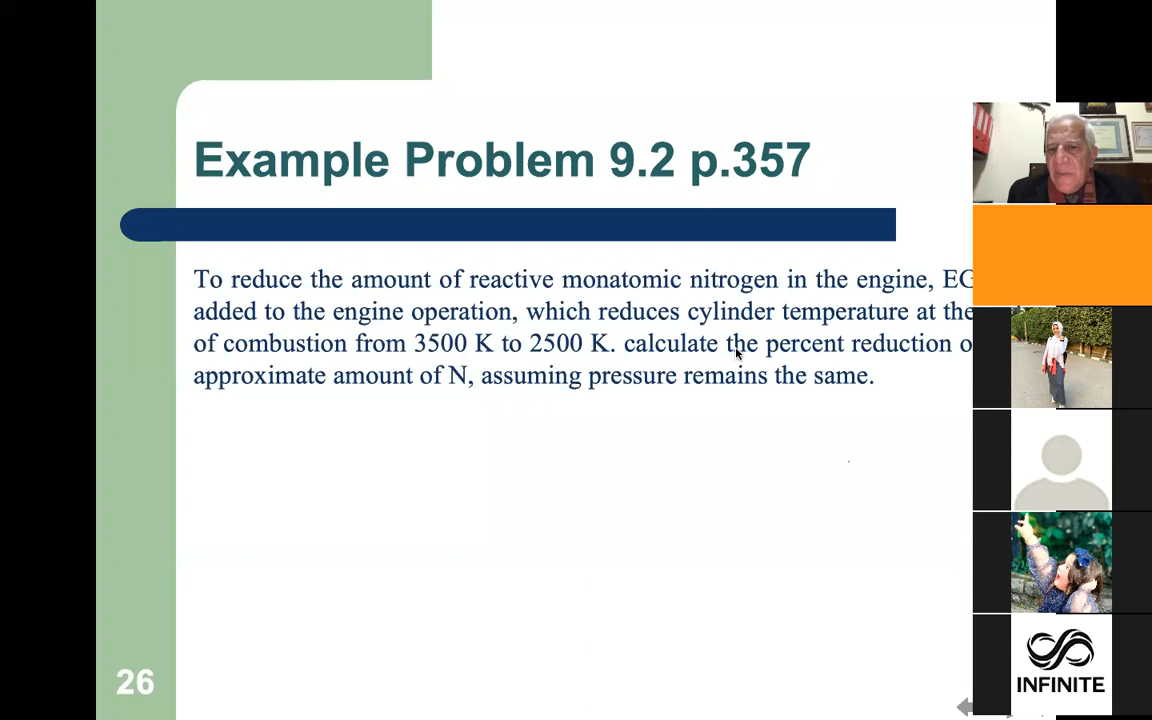 Example Problem 9.2 p.357
To reduce the amount of reactive monatomic nitrogen in the engine,
added to the engine operation, which reduces cylinder temperature at the
of combustion from 3500 K to 2500 K. calculate the percent reduction
approximate amount of N, assuming pressure remains the same.
26
INFINITE